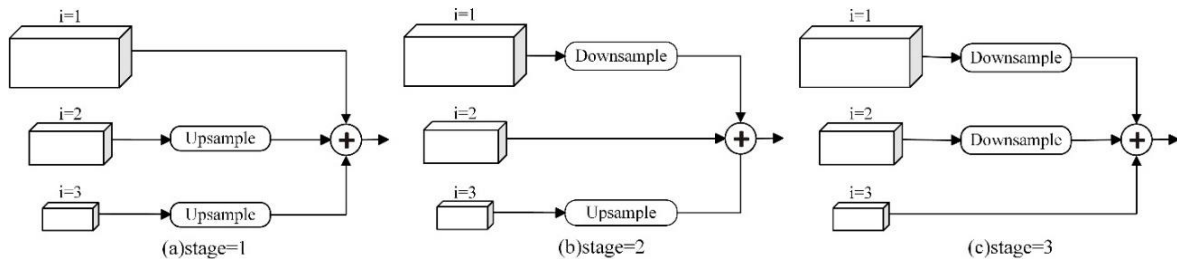 i=1
i=2
Upsample
i=3
Upsample
+
(a)stage=1
i=1
Downsample
i=2
i=3
Upsample
+
(b)stage=2
i=1
Downsample
i=2
Downsample
i=3
+
(c)stage=3